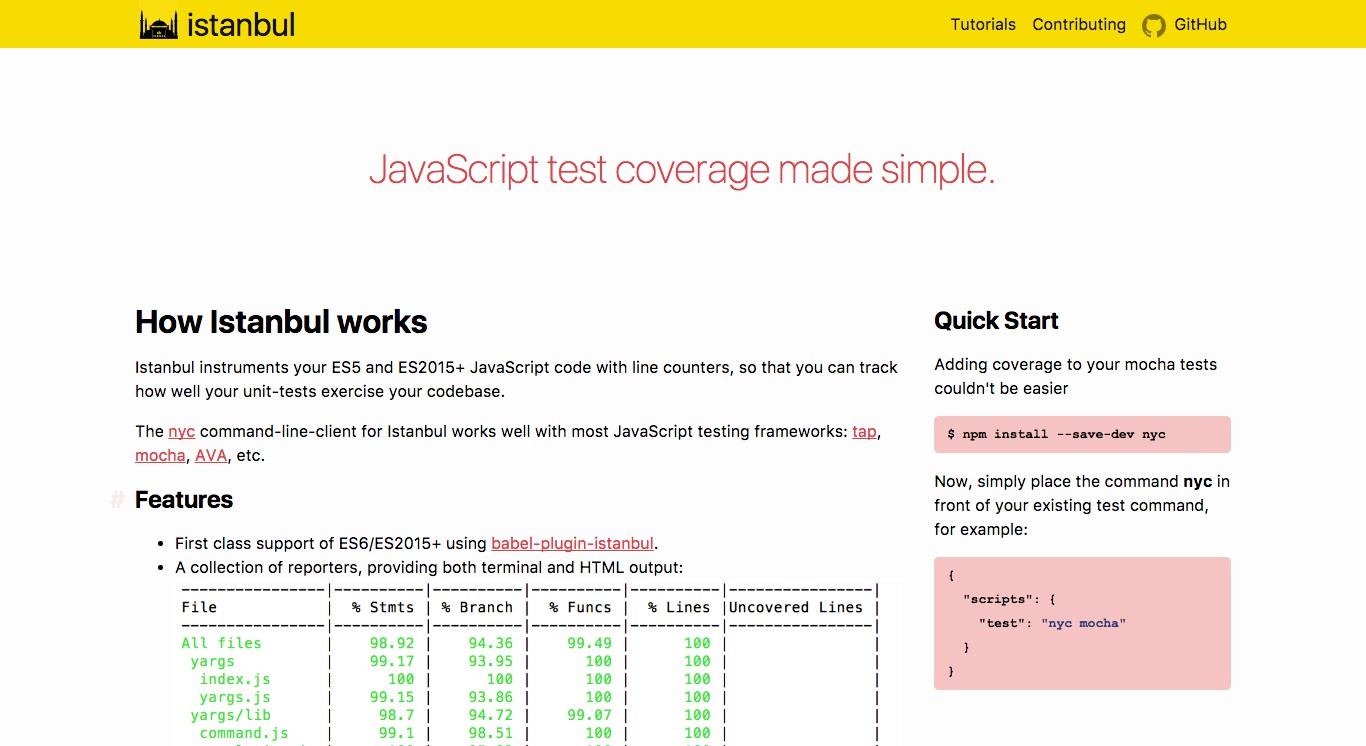 istanbul
Tutorials Contributing GitHub
JavaScript test coverage made simple.
How Istanbul works
Istanbul instruments your ES5 and ES2015+ JavaScript code with line counters, so that you can track
how well your unit-tests exercise your codebase.
The nyc command-line-client for Istanbul works well with most JavaScript testing frameworks: tap,
mocha, AVA, etc.
# Features
• First class support of ES6/ES2015+ using babel-plugin-istanbul.
• A collection of reporters, providing both terminal and HTML output:
----------------|----------|----------|----------|----------|----------------|
File            |  % Stmts | % Branch |  % Funcs |  % Lines |Uncovered Lines |
----------------|----------|----------|----------|----------|----------------|
All files       |    98.92 |    94.36 |    99.49 |      100 |                |
 yargs          |    99.17 |    93.95 |      100 |      100 |                |
  index.js      |      100 |      100 |      100 |      100 |                |
  yargs.js      |    99.15 |    93.86 |      100 |      100 |                |
 yargs/lib      |     98.7 |    94.72 |    99.07 |      100 |                |
  command.js    |     99.1 |    98.51 |      100 |      100 |                |
Quick Start
Adding coverage to your mocha tests
couldn't be easier
$ npm install --save-dev nyc
Now, simply place the command nyc in
front of your existing test command,
for example:
{
  "scripts": {
    "test": "nyc mocha"
  }
}